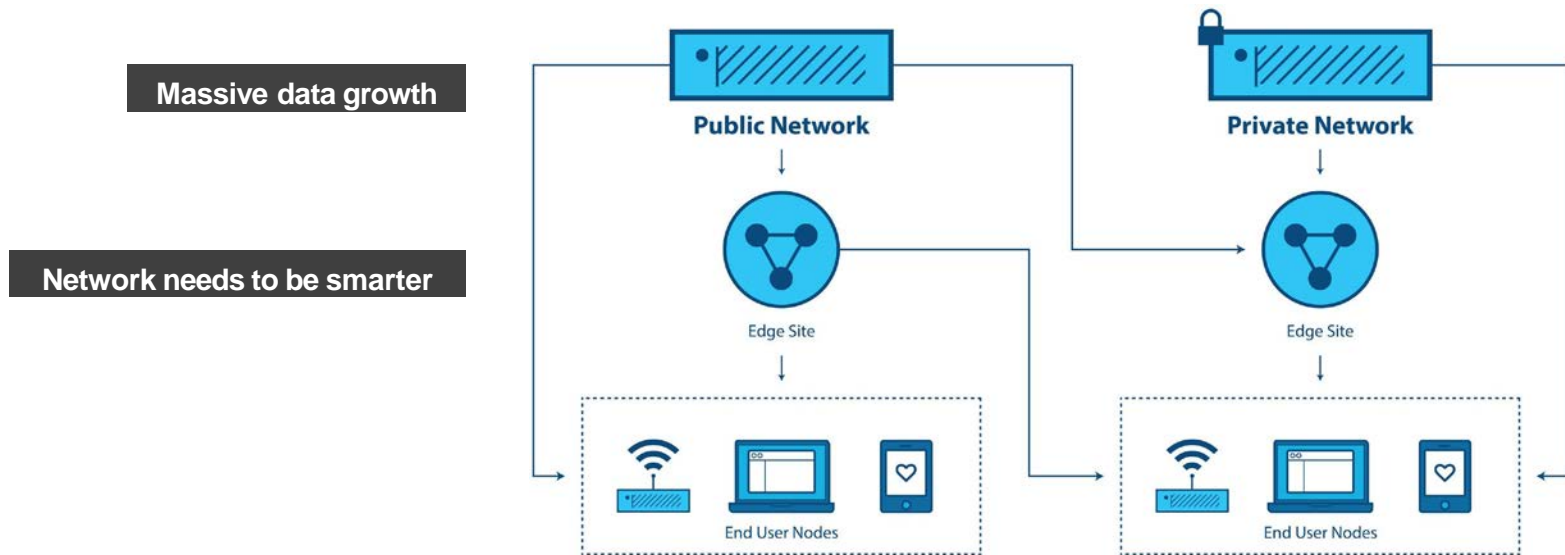 Massive data growth
Network needs to be smarter
Public Network
Private Network
Edge Site
Edge Site
End User Nodes
End User Nodes